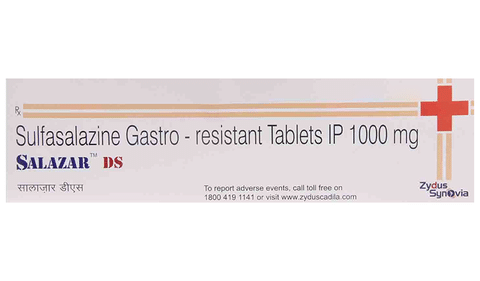 Rx
Sulfasalazine Gastro - resistant Tablets IP 1000 mg
SALAZAR™ DS
सालाज़ार डीएस
To report adverse events, call toll free on
1800 419 1141 or visit www.zyduscadila.com
Zydus
Synovia